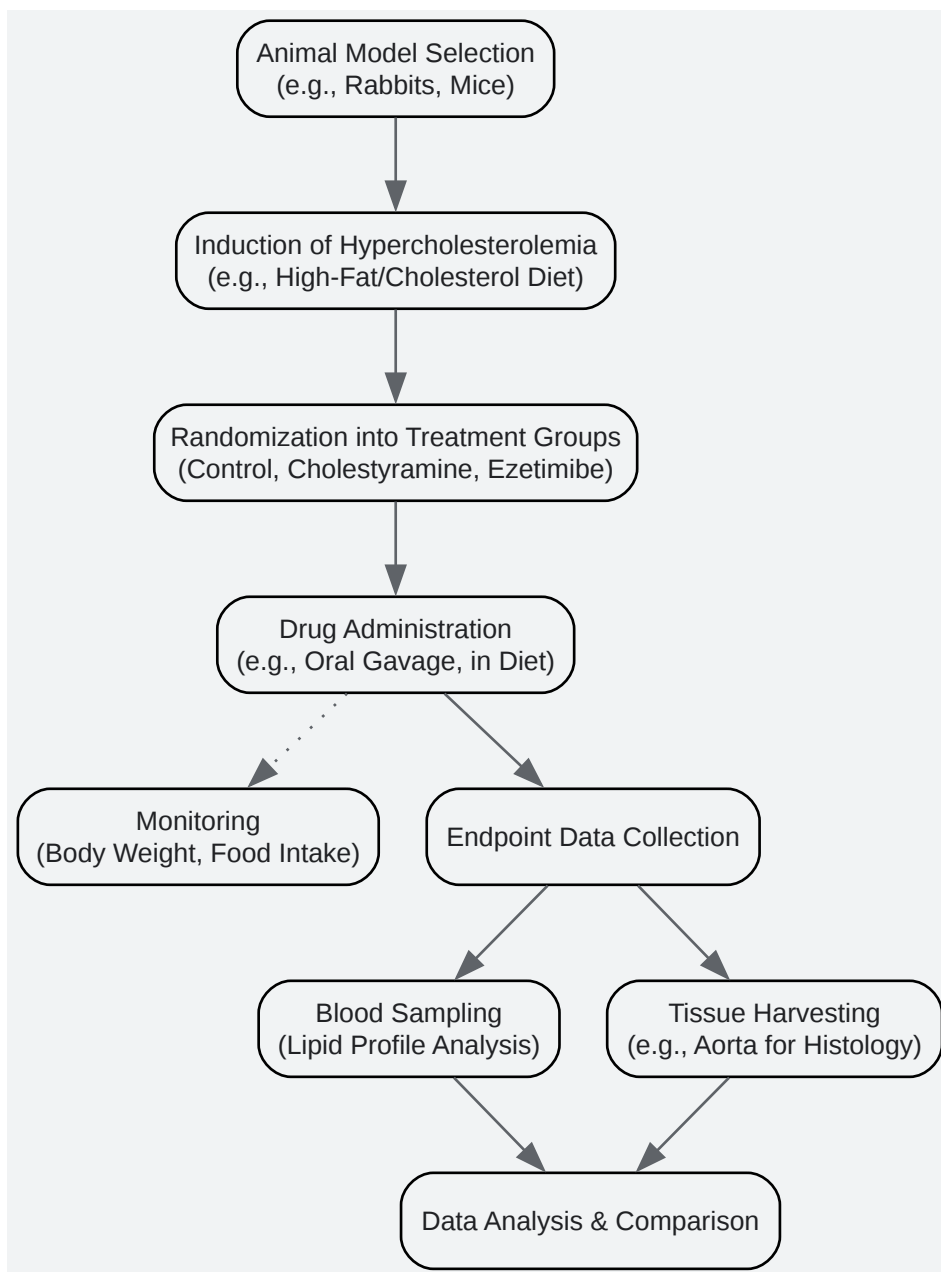 Animal Model Selection
(e.g., Rabbits, Mice)
Induction of Hypercholesterolemia
(e.g., High-Fat/Cholesterol Diet)
Randomization into Treatment Groups
(Control, Cholestyramine, Ezetimibe)
Drug Administration
(e.g., Oral Gavage, in Diet)
Monitoring
(Body Weight, Food Intake)
Endpoint Data Collection
Blood Sampling
(Lipid Profile Analysis)
Tissue Harvesting
(e.g., Aorta for Histology)
Data Analysis & Comparison